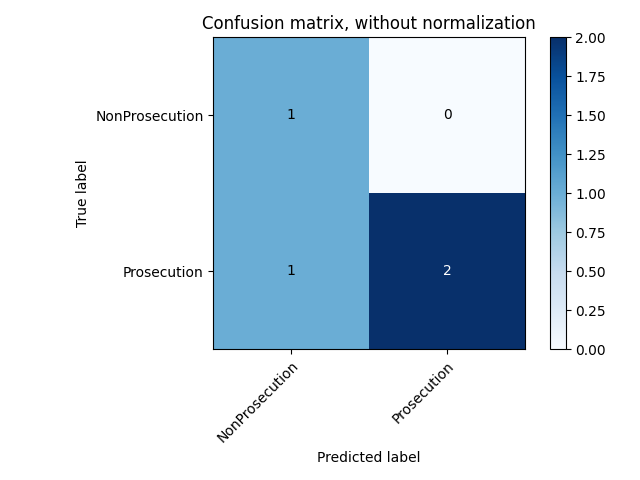 Confusion matrix, without normalization
True label
NonProsecution
Prosecution
1
0
1
2
NonProsecution
Prosecution
Predicted label
2.00
1.75
1.50
1.25
1.00
0.75
0.50
0.25
0.00